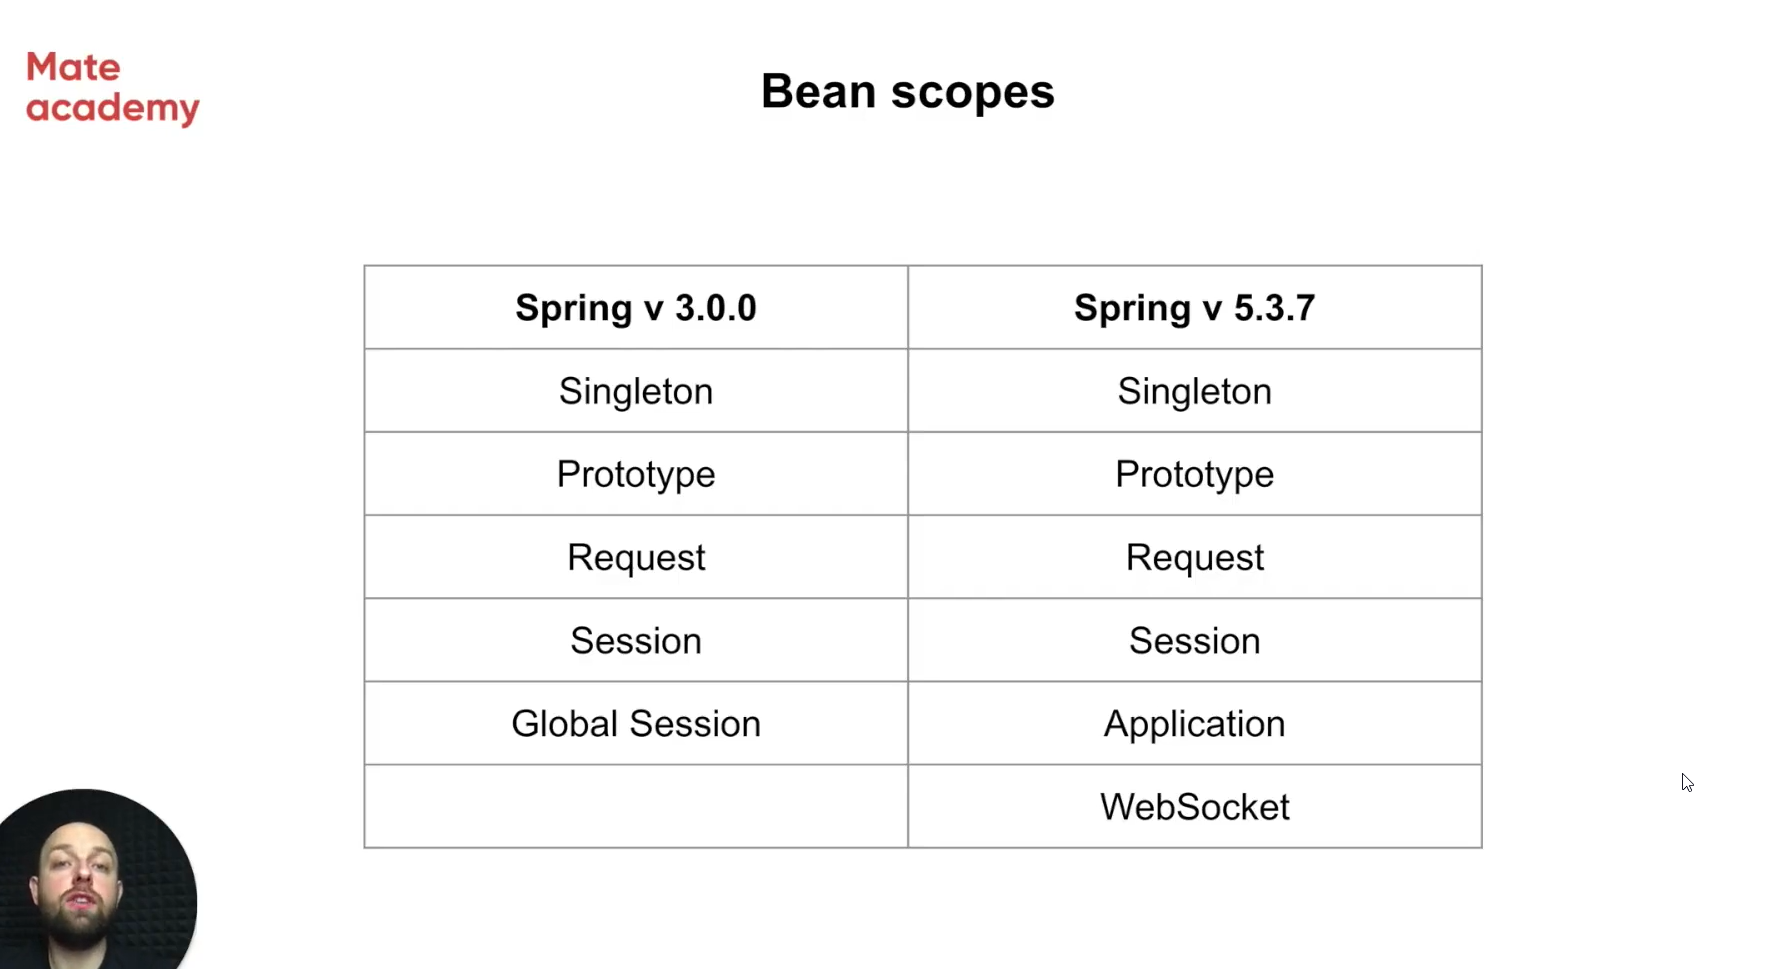 Mate
academy
Bean scopes
Spring v 3.0.0
Spring v 5.3.7
Singleton
Singleton
Prototype
Prototype
Request
Request
Session
Session
Global Session
Application
WebSocket